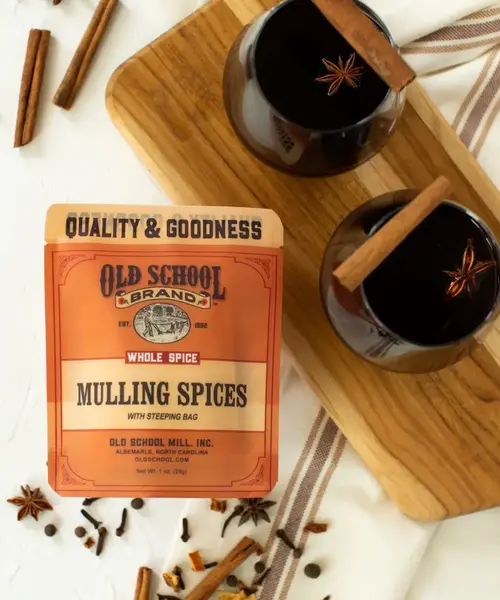 QUALITY & GOODNESS
OLD SCHOOL
BRAND™
EST. 1992
WHOLE SPICE
MULLING SPICES
WITH STEEPING BAG
OLD SCHOOL MILL, INC.
ALBEMARLE, NORTH CAROLINA
OLDSCHOOL.COM
Net WT. 1 oz. (28g)